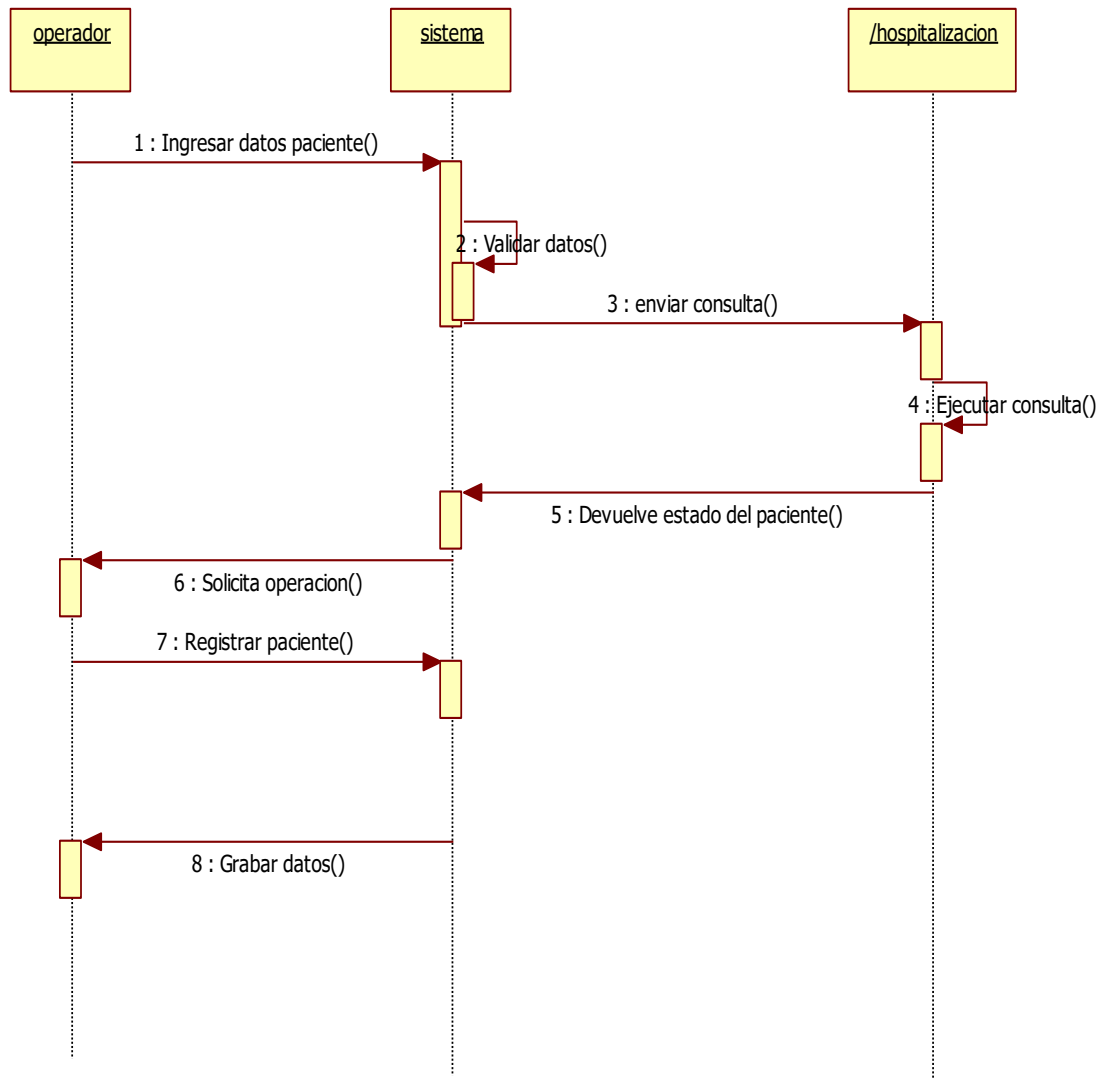 operador
sistema
/hospitalizacion
1 : Ingresar datos paciente()
2 : Validar datos()
3 : enviar consulta()
4 : Ejecutar consulta()
5 : Devuelve estado del paciente()
6 : Solicita operacion()
7 : Registrar paciente()
8 : Grabar datos()